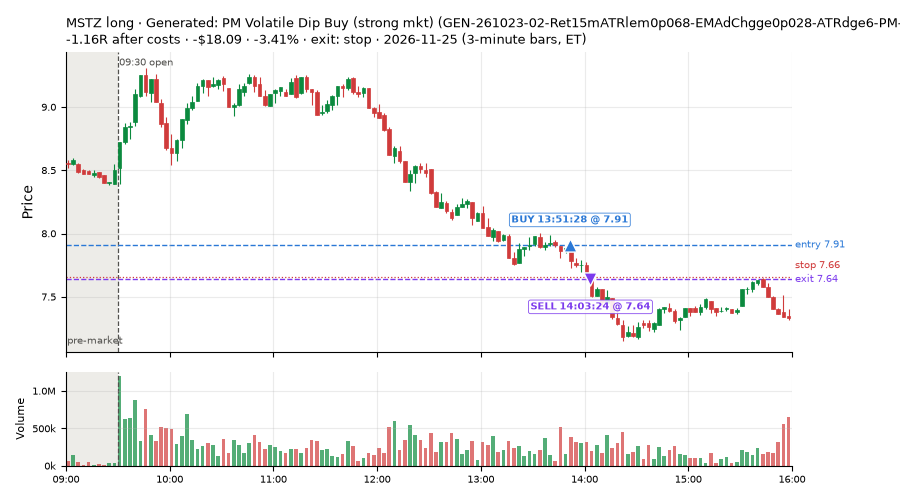 MSTZ long · Generated: PM Volatile Dip Buy (strong mkt) (GEN-261023-02-Ret15mATRlem0p068-EMAdChgge0p028-ATRdge6-PM-
-1.16R after costs · -$18.09 · -3.41% · exit: stop · 2026-11-25 (3-minute bars, ET)
09:30 open
9.0
8.5
Price
BUY 13:51:28 @ 7.91
8.0
entry 7.91
stop 7.66
exit 7.64
7.5
SELL 14:03:24 @ 7.64
pre-market
1.0M
Volume
500k
0k
09:00 10:00 11:00 12:00 13:00 14:00 15:00 16:00